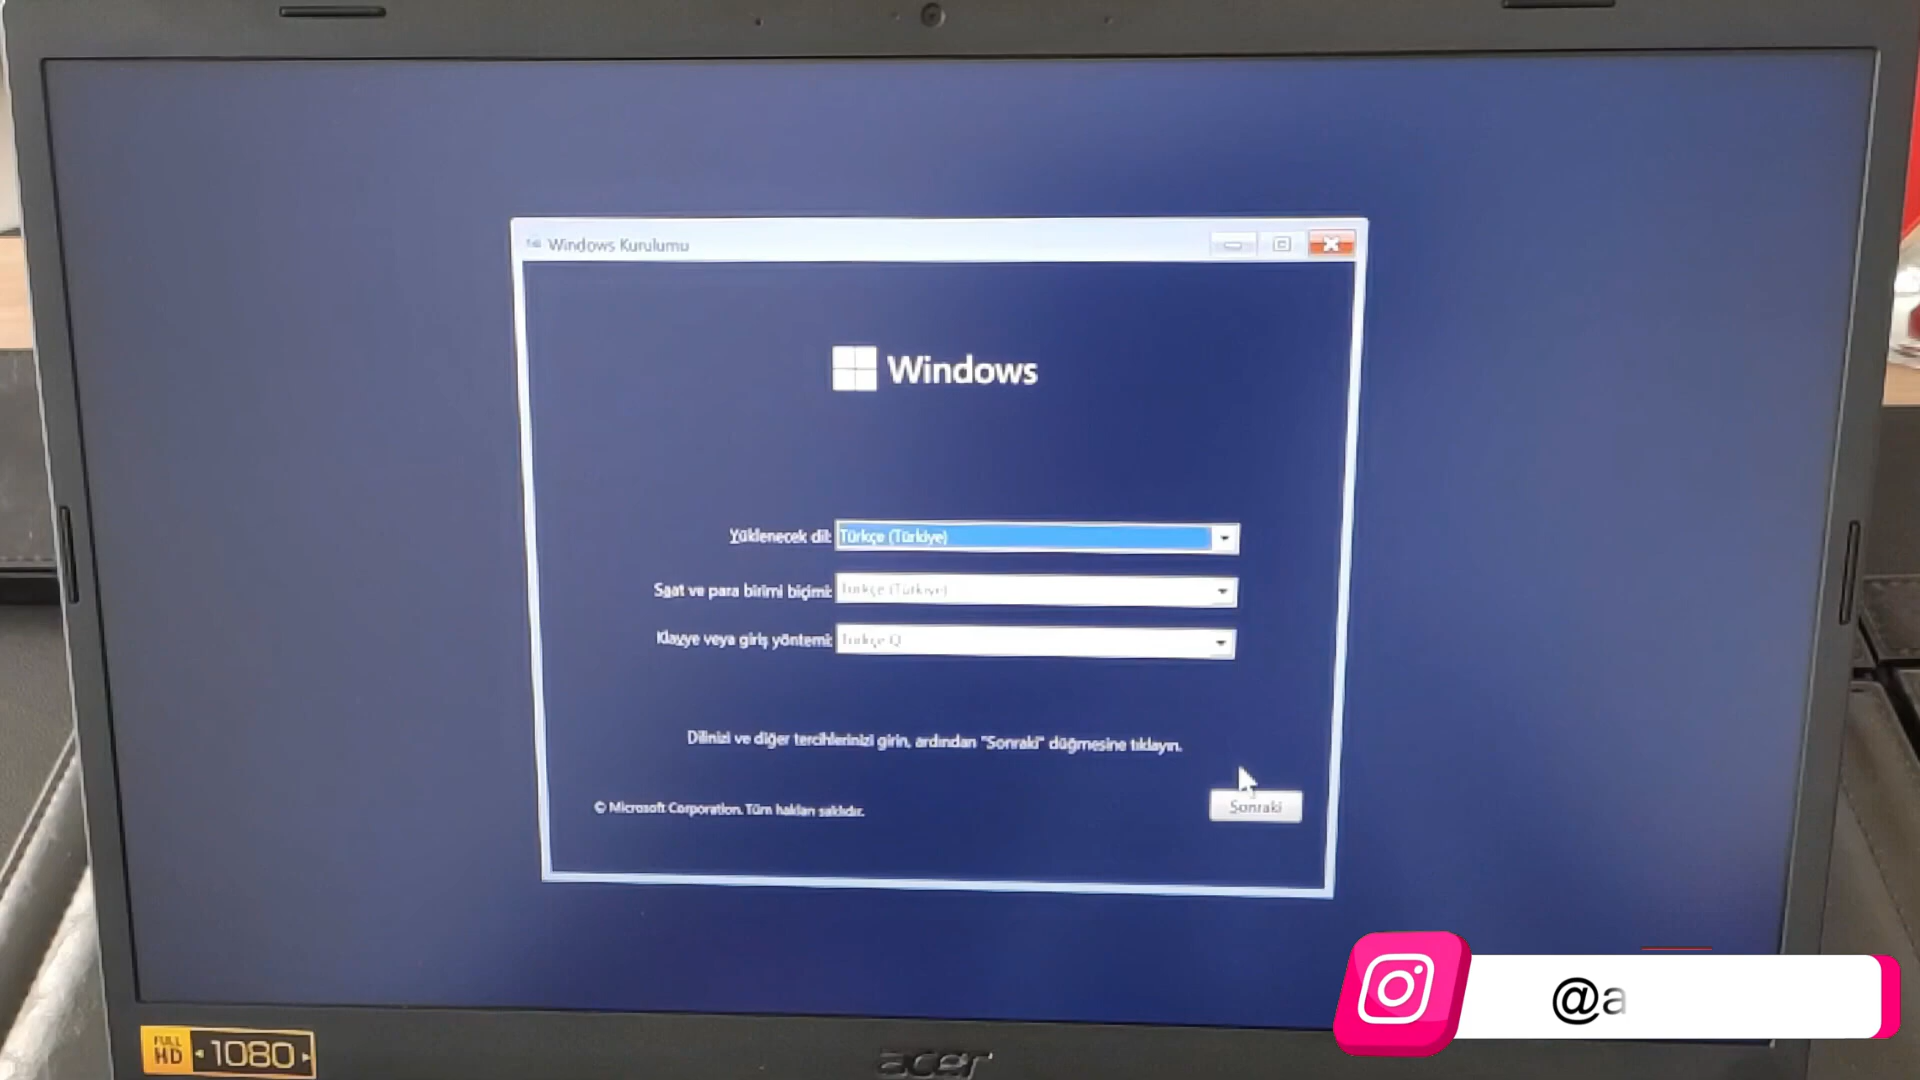 Windows Kurulumu
Windows
Yüklenecek dil: Türkçe (Türkiye)
Saat ve para birimi biçimi: Türkçe (Türkiye)
Klavye veya giriş yöntemi: Türkçe Q
Dilinizi ve diğer tercihlerinizi girin, ardından "Sonraki" düğmesine tıklayın.
© Microsoft Corporation. Tüm hakları saklıdır.
Sonraki
@a
FULL HD 1080
acer